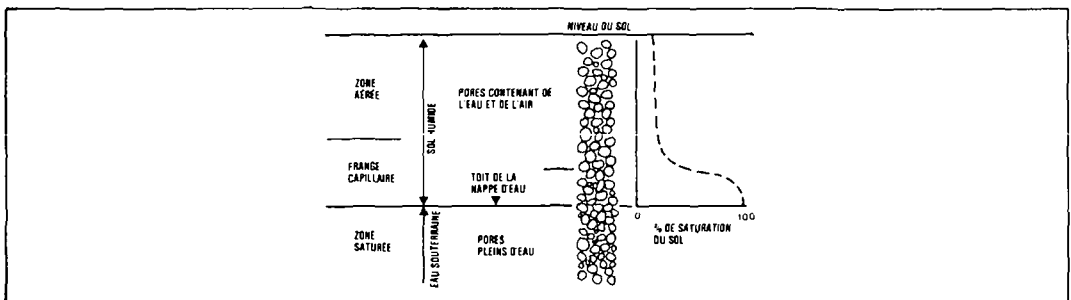 NIVEAU DU SOL
ZONE
AÉRÉE
SOL HUMIDE
PORES CONTENANT DE
L'EAU ET DE L'AIR
FRANGE
CAPILLAIRE
TOIT DE LA
NAPPE D'EAU
0
100
% DE SATURATION
DU SOL
ZONE
SATURÉE
EAU SOUTERRAINE
PORES
PLEINS D'EAU